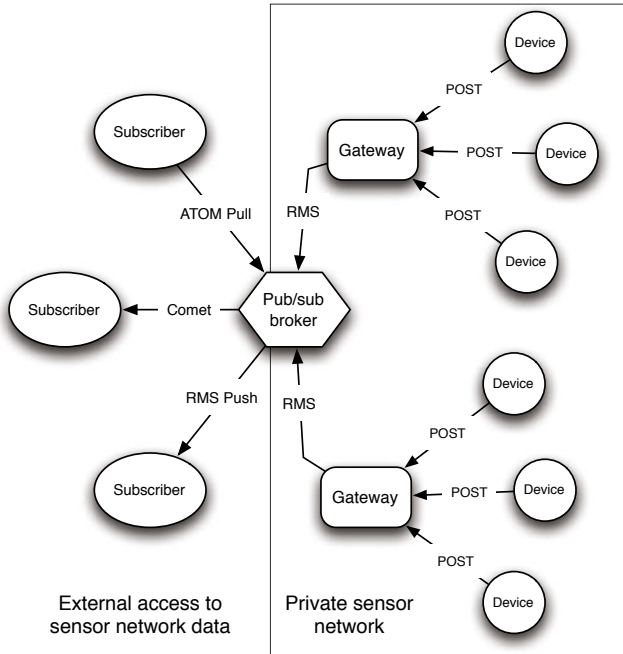 Device
POST
Subscriber
Gateway
POST
Device
ATOM Pull
RMS
POST
Device
Subscriber
Comet
Pub/sub
broker
Device
RMS Push
RMS
POST
Subscriber
Gateway
POST
Device
POST
Device
External access to
sensor network data
Private sensor
network